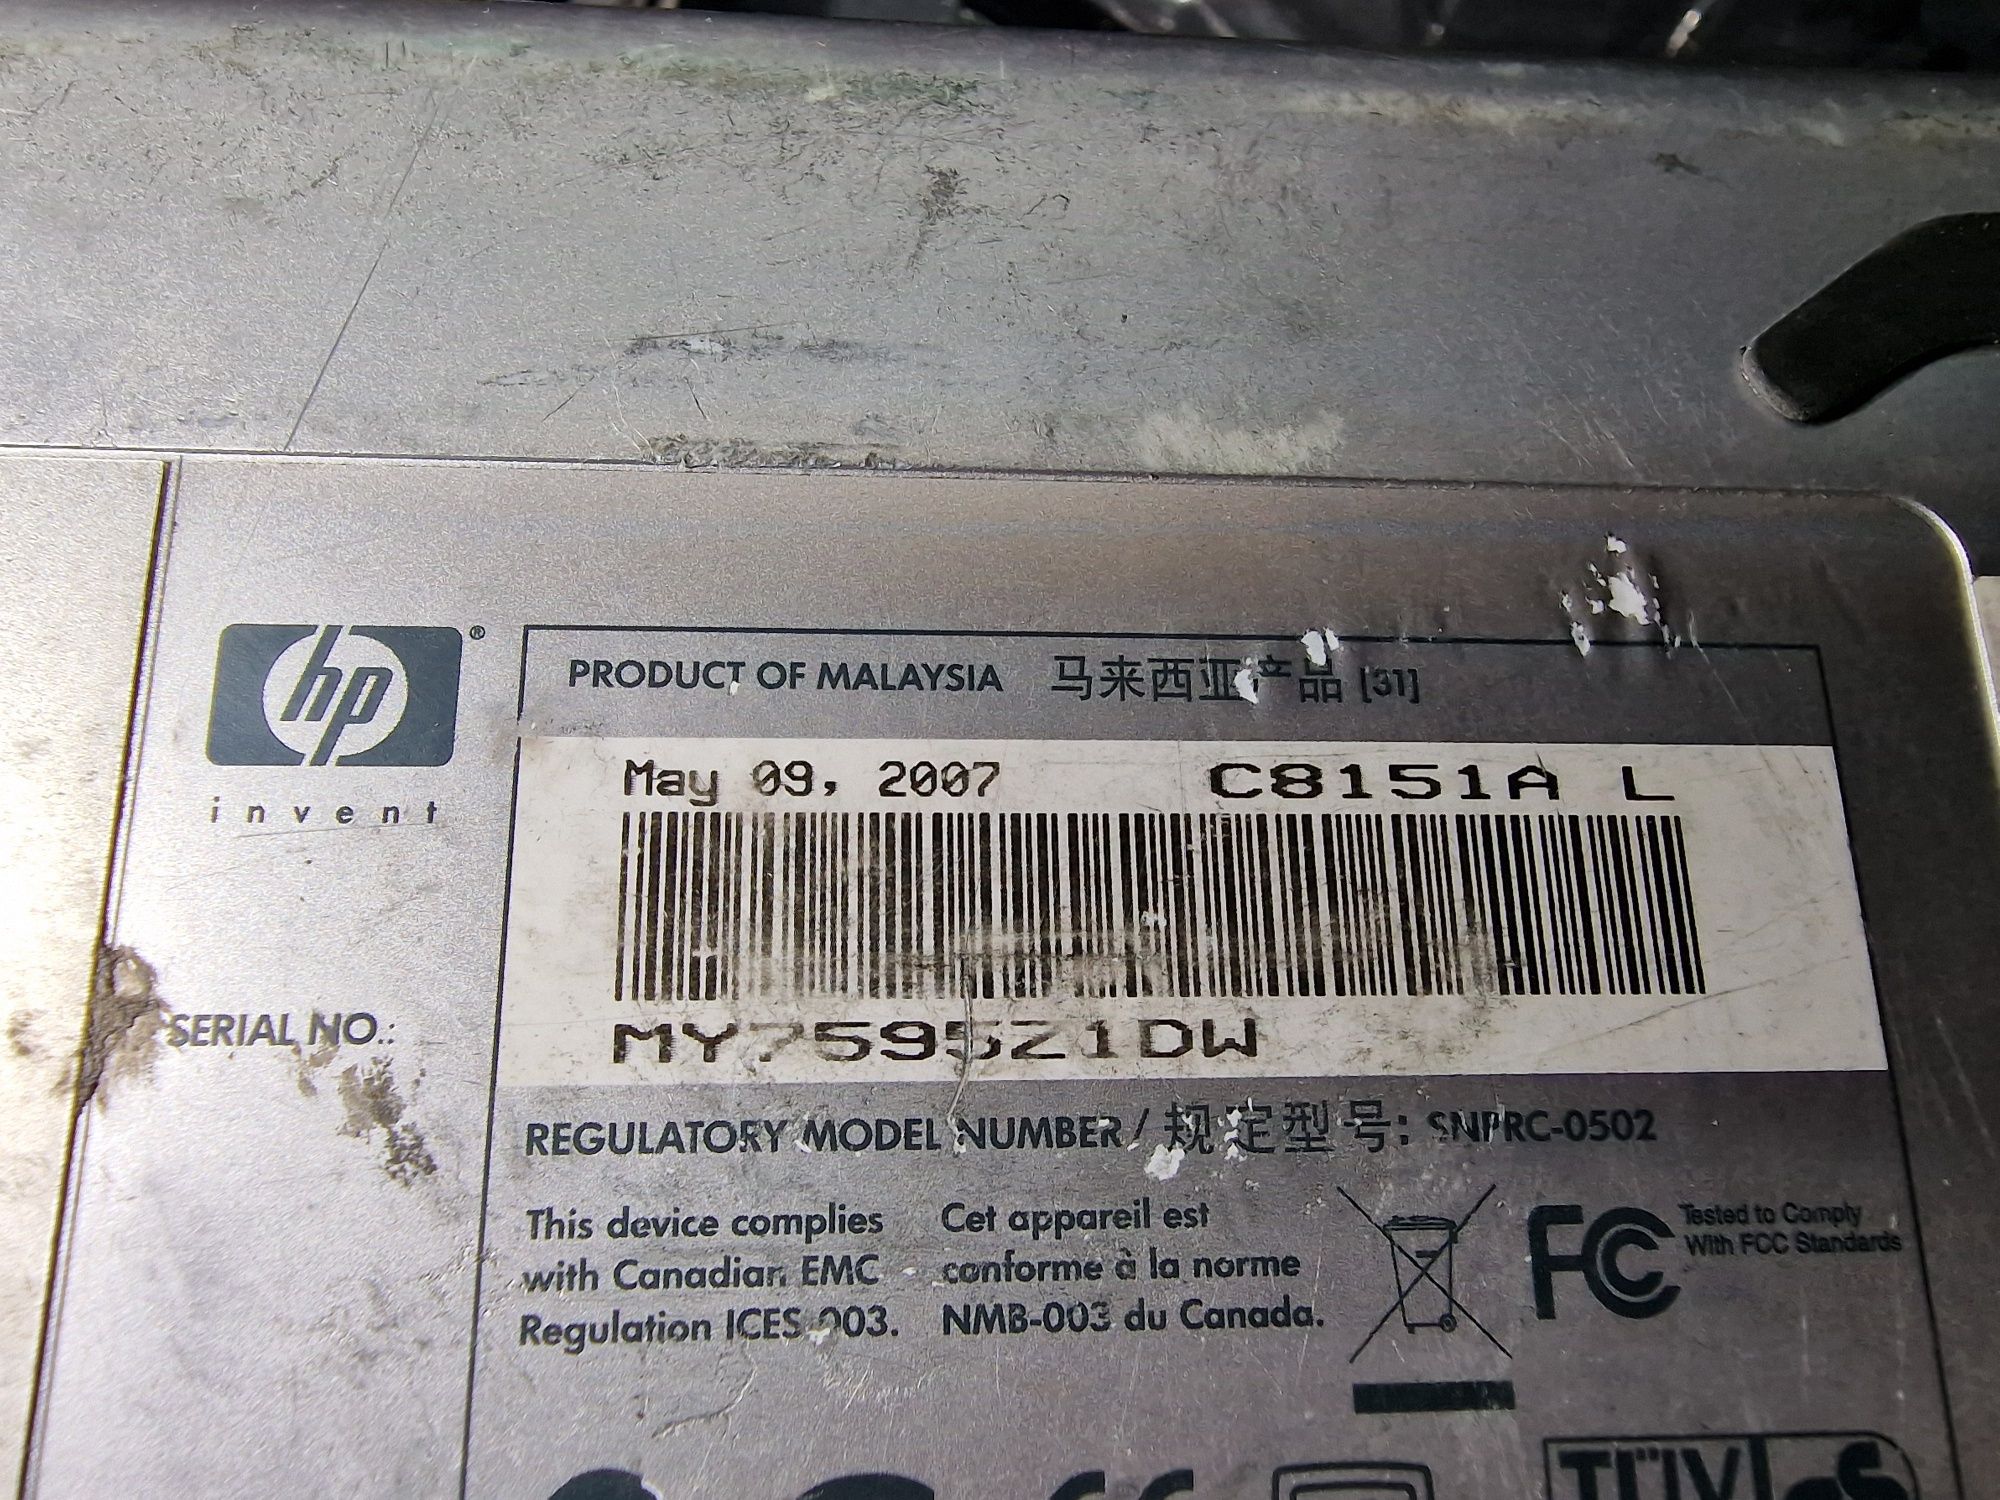 hp®
invent
PRODUCT OF MALAYSIA 马来西亚产品 [31]
May 09, 2007 C8151A L
SERIAL NO.: MY7595Z1DW
REGULATORY MODEL NUMBER / 规定型号: SNPRC-0502
This device complies
with Canadian EMC
Regulation ICES-003.
Cet appareil est
conforme à la norme
NMB-003 du Canada.
FC Tested to Comply
With FCC Standards
TÜV GS